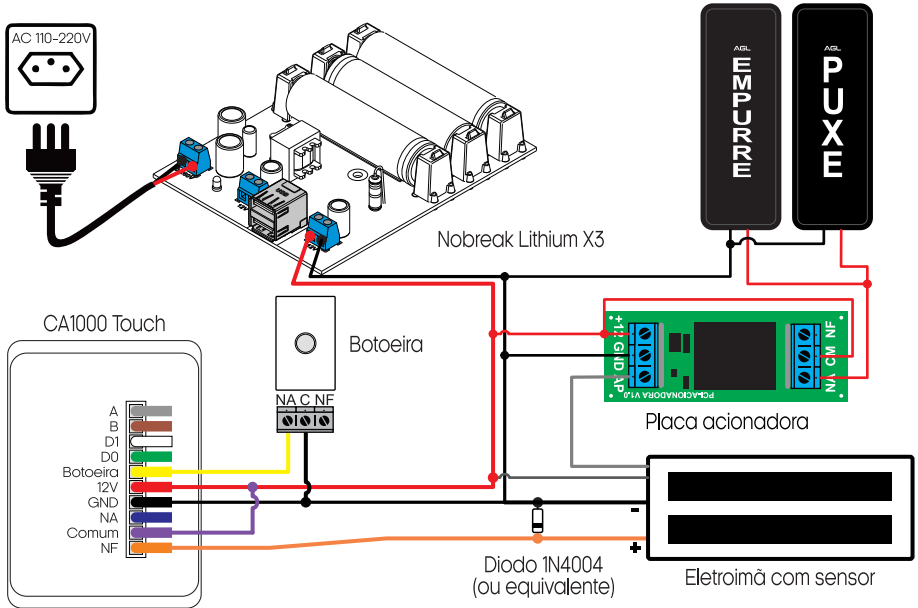 AC 110-220V
AGL
EMPURRE
AGL
PUXE
12V
12V
Nobreak Lithium X3
CA1000 Touch
Botoeira
NA C NF
+12 GND AP
NF CM NA
PCI-ACIONADORA V1.0
Placa acionadora
A
B
D1
D0
Botoeira
12V
GND
NA
Comum
NF
-
+
Diodo 1N4004
(ou equivalente)
Eletroimã com sensor